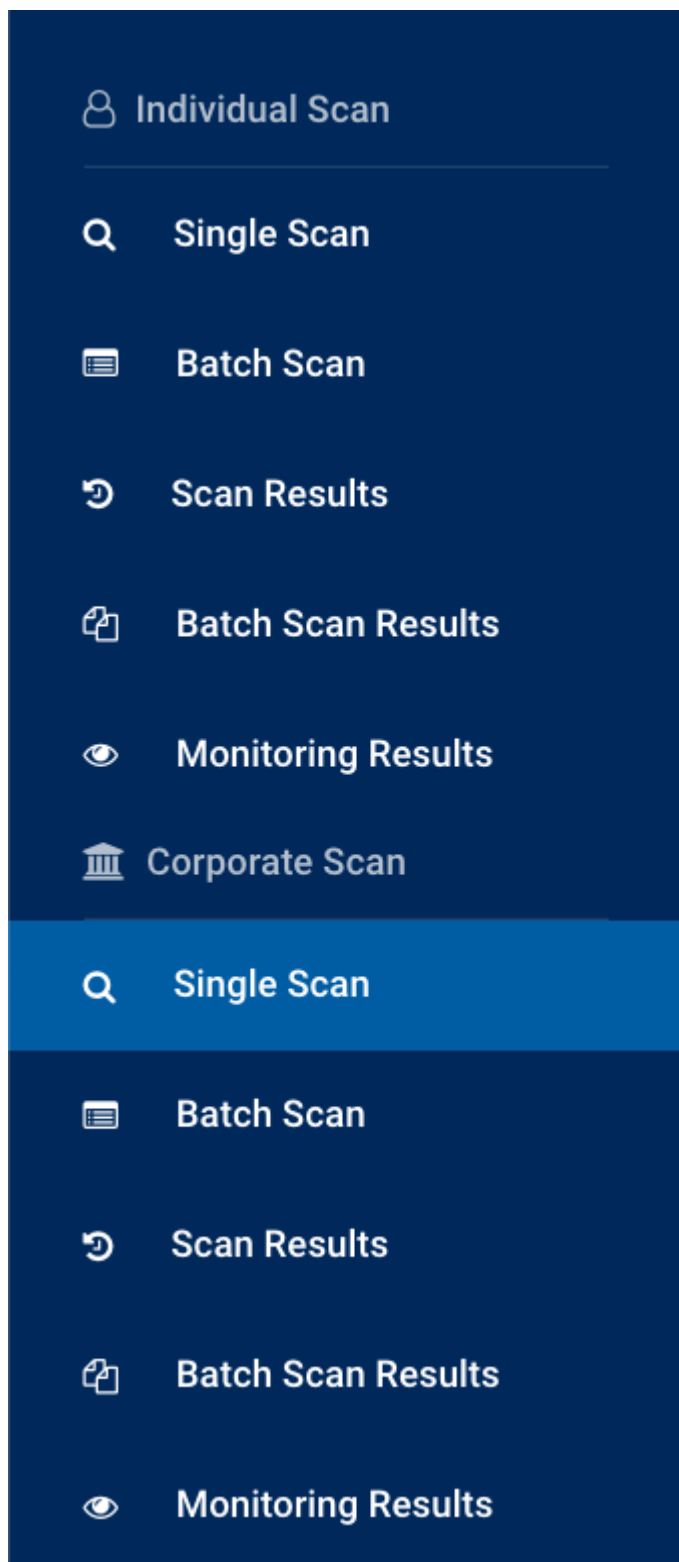 Individual Scan
Single Scan
Batch Scan
Scan Results
Batch Scan Results
Monitoring Results
Corporate Scan
Single Scan
Batch Scan
Scan Results
Batch Scan Results
Monitoring Results